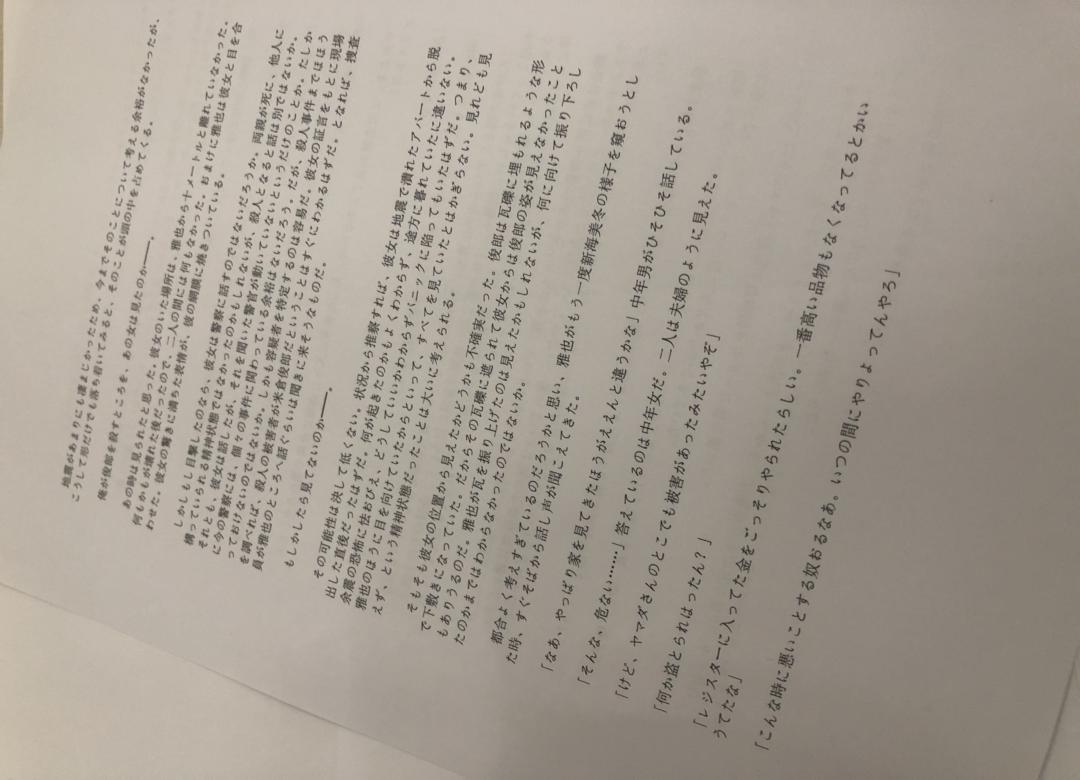 地震があまりにも凄まじかったため、今までそのことについて考える余裕がなかったが、
こうして形だけでも落ち着いてみると、そのことが頭の中を占めてくる。
俺が俊郎を殺すところを、あの女は見たのか――。
あの時は見られたと思った。彼女のいた場所は、雅也から十メートルと離れていなかった。
何もかもが壊れた後だったので、二人の間には何もなかった。おまけに雅也は彼女と目を合
わせた。彼女の驚きに満ちた表情が、彼の網膜に焼きついている。
しかしもし目撃したのなら、彼女は警察に話すのではないだろうか。両親が死に、他人に
構っていられる精神状態ではなかったのかもしれないが、殺人となると話は別ではないか。
それとも、彼女は話したが、それを聞いた警官が動いていないというだけのことか。たしか
に今の警察には、個々の事件に関わっている余裕はないだろう。だが、殺人事件までほほう
っておけないのではないか。しかも容疑者を特定するのは容易だ。彼女の証言をもとに現場
を調べれば、殺人の被害者が米倉俊郎だということはすぐにわかるはずだ。となれば、捜査
員が雅也のところへ話ぐらいは聞きに来そうなものだ。
もしかしたら見てないのか――。
その可能性は決して低くない。状況から推察すれば、彼女は地震で潰れたアパートから脱
出した直後だったはずだ。何が起きたのかもよくわからず、途方に暮れていたに違いない。
余震の恐怖に怯おびえ、どうしていいかわからずパニックに陥ってもいたはずだ。つまり、
雅也のほうに目を向けていたからといって、すべてを見ていたとはかぎらない。見れども見
えず、という精神状態だったことは大いに考えられる。
そもそも彼女の位置から見えたかどうかも不確実だった。俊郎は瓦礫に埋もれるような形
で下敷きになっていた。だからその瓦礫に遮られて彼女からは俊郎の姿が見えなかったこと
もありうるのだ。雅也が瓦を振り上げたのは見えたかもしれないが、何に向けて振り下ろし
たのかまではわからなかったのではないか。
都合よく考えすぎているのだろうかと思い、雅也がもう一度新海美冬の様子を窺おうとし
た時、すぐそばから話し声が聞こえてきた。
「なあ、やっぱり家を見てきたほうがええんと違うかな」中年男がひそひそ話している。
「そんな、危ない……」答えているのは中年女だ。二人は夫婦のように見えた。
「けど、ヤマダさんのとこでも被害があったみたいやぞ」
「何か盗とられはったん？」
「レジスターに入ってた金をごっそりやられたらしい。一番高い品物もなくなってるとかい
うてたな」
「こんな時に悪いことする奴おるなあ。いつの間にやりよってんやろ」